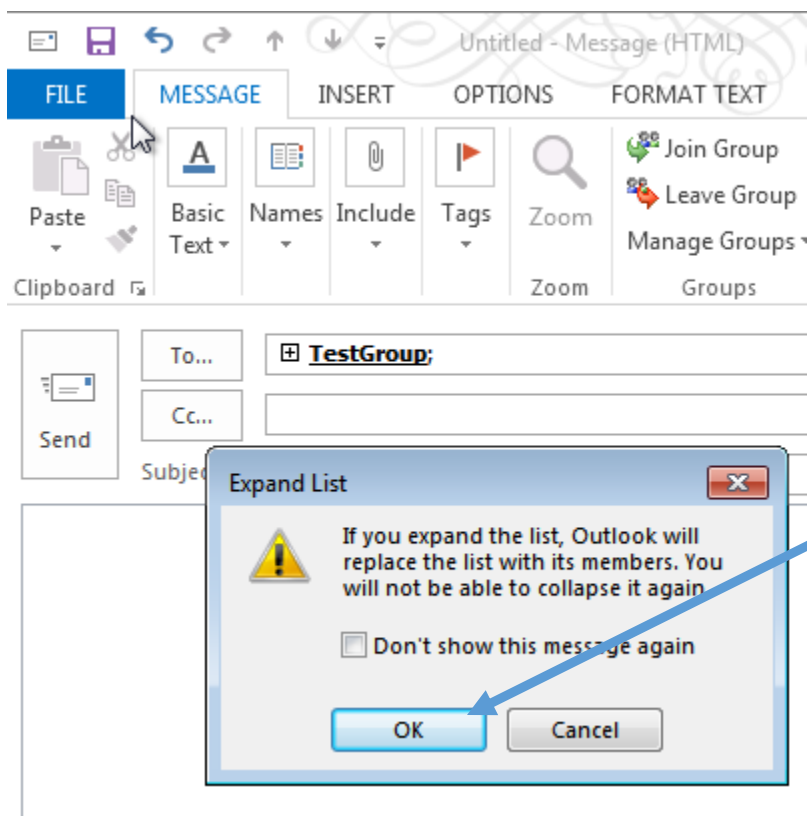 Untitled - Message (HTML)
FILE MESSAGE INSERT OPTIONS FORMAT TEXT
Paste
Basic Text
Names
Include
Tags
Zoom
Join Group
Leave Group
Manage Groups
Clipboard
Zoom
Groups
To...
TestGroup;
Cc...
Send
Expand List
If you expand the list, Outlook will
replace the list with its members. You
will not be able to collapse it again
Don't show this message again
OK
Cancel